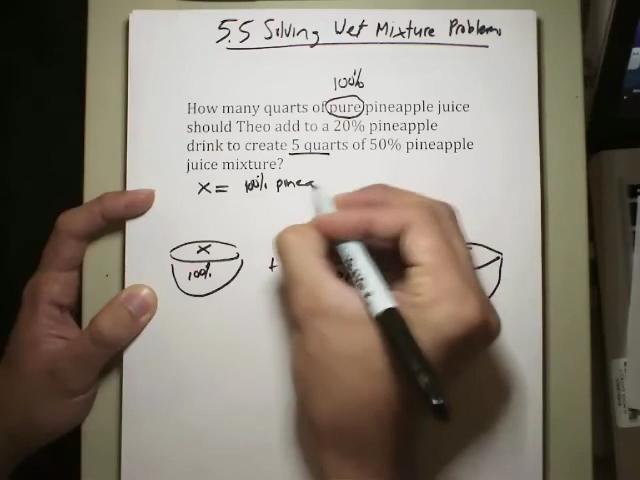 5.5 Solving Wet Mixture Problems
100%
How many quarts of pure pineapple juice
should Theo add to a 20% pineapple
drink to create 5 quarts of 50% pineapple
juice mixture?
x = 100% pinea
x
100%
+